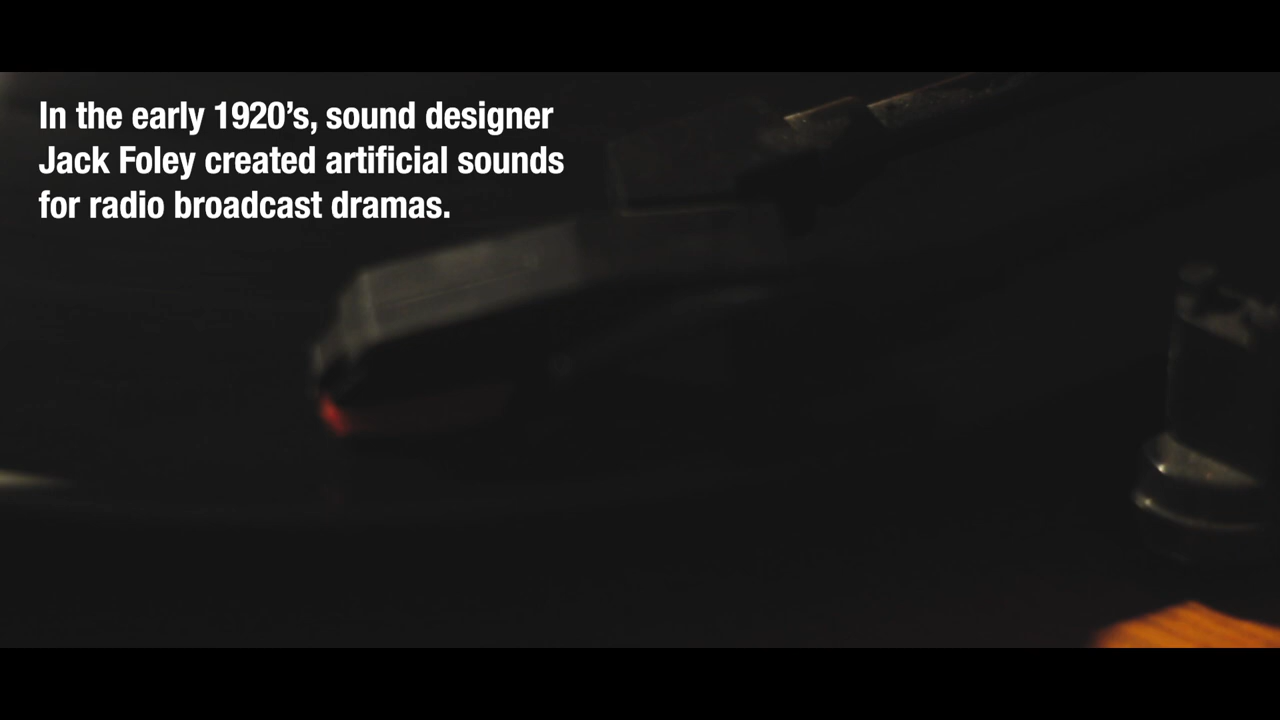 In the early 1920’s, sound designer
Jack Foley created artificial sounds
for radio broadcast dramas.